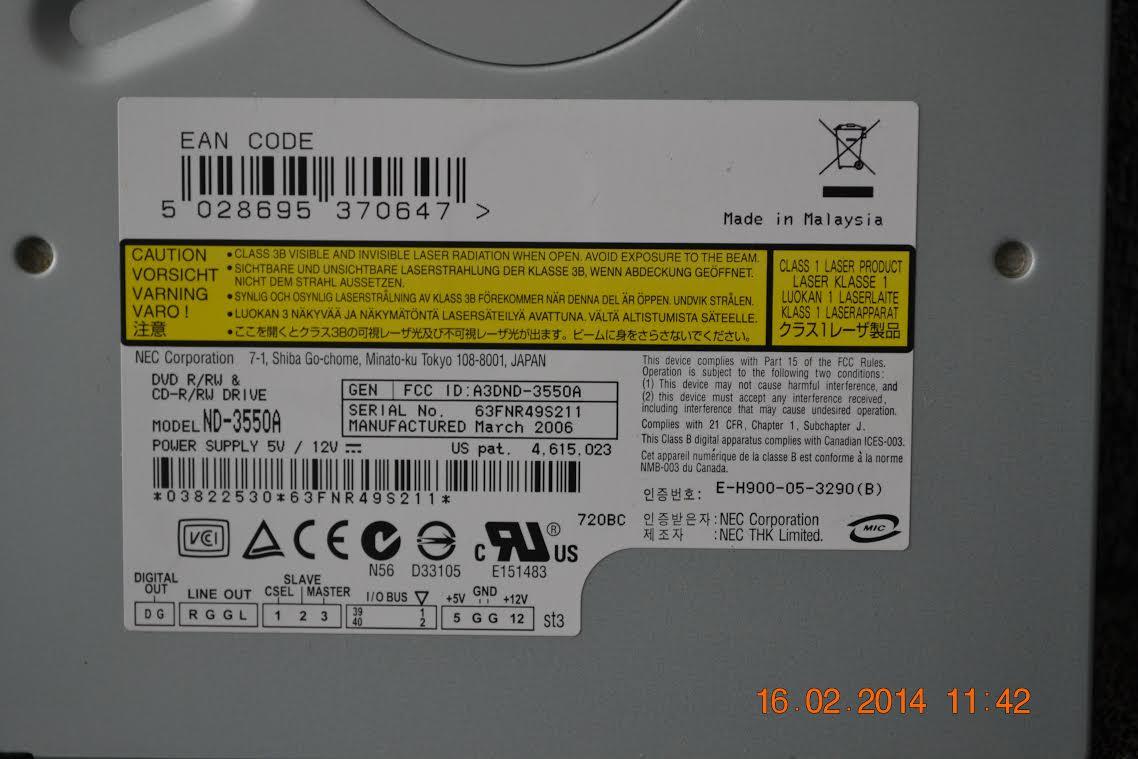 EAN CODE
5 028695 370647 >
Made in Malaysia
CAUTION
VORSICHT
VARNING
VARO !
注意
• CLASS 3B VISIBLE AND INVISIBLE LASER RADIATION WHEN OPEN. AVOID EXPOSURE TO THE BEAM.
• SICHTBARE UND UNSICHTBARE LASERSTRAHLUNG DER KLASSE 3B, WENN ABDECKUNG GEÖFFNET.
NICHT DEM STRAHL AUSSETZEN.
• SYNLIG OCH OSYNLIG LASERSTRÅLNING AV KLASS 3B FÖREKOMMER NÄR DENNA DEL ÄR ÖPPEN. UNDVIK STRÅLEN.
• LUOKAN 3 NÄKYVÄÄ JA NÄKYMÄTÖNTÄ LASERSÄTEILYÄ AVATTUNA. VÄLTÄ ALTISTUMISTA SÄTEELLE.
• ここを開くとクラス3Bの可視レーザ光及び不可視レーザ光が出ます。ビームに身をさらさないでください。
CLASS 1 LASER PRODUCT
LASER KLASSE 1
LUOKAN 1 LASERLAITE
KLASS 1 LASERAPPARAT
クラス1レーザ製品
NEC Corporation 7-1, Shiba Go-chome, Minato-ku Tokyo 108-8001, JAPAN
DVD R/RW &
CD-R/RW DRIVE
MODEL ND-3550A
GEN FCC ID:A3DND-3550A
SERIAL No. 63FNR49S211
MANUFACTURED March 2006
POWER SUPPLY 5V / 12V
US pat. 4,615,023
*03822530*63FNR49S211*
This device complies with Part 15 of the FCC Rules.
Operation is subject to the following two conditions:
(1) This device may not cause harmful interference, and
(2) this device must accept any interference received,
including interference that may cause undesired operation.
Complies with 21 CFR, Chapter 1, Subchapter J.
This Class B digital apparatus complies with Canadian ICES-003.
Cet appareil numérique de la classe B est conforme à la norme
NMB-003 du Canada.
인증번호: E-H900-05-3290(B)
인증받은자: NEC Corporation
제조자 : NEC THK Limited.
MIC
720BC
VCI
CE
N56
D33105
c RU ® US
E151483
DIGITAL OUT
DG
LINE OUT
R G G L
SLAVE
CSEL MASTER
1 2 3
I/O BUS ▽
39 1
40 2
+5V GND +12V
5 G G 12
st3
16.02.2014 11:42